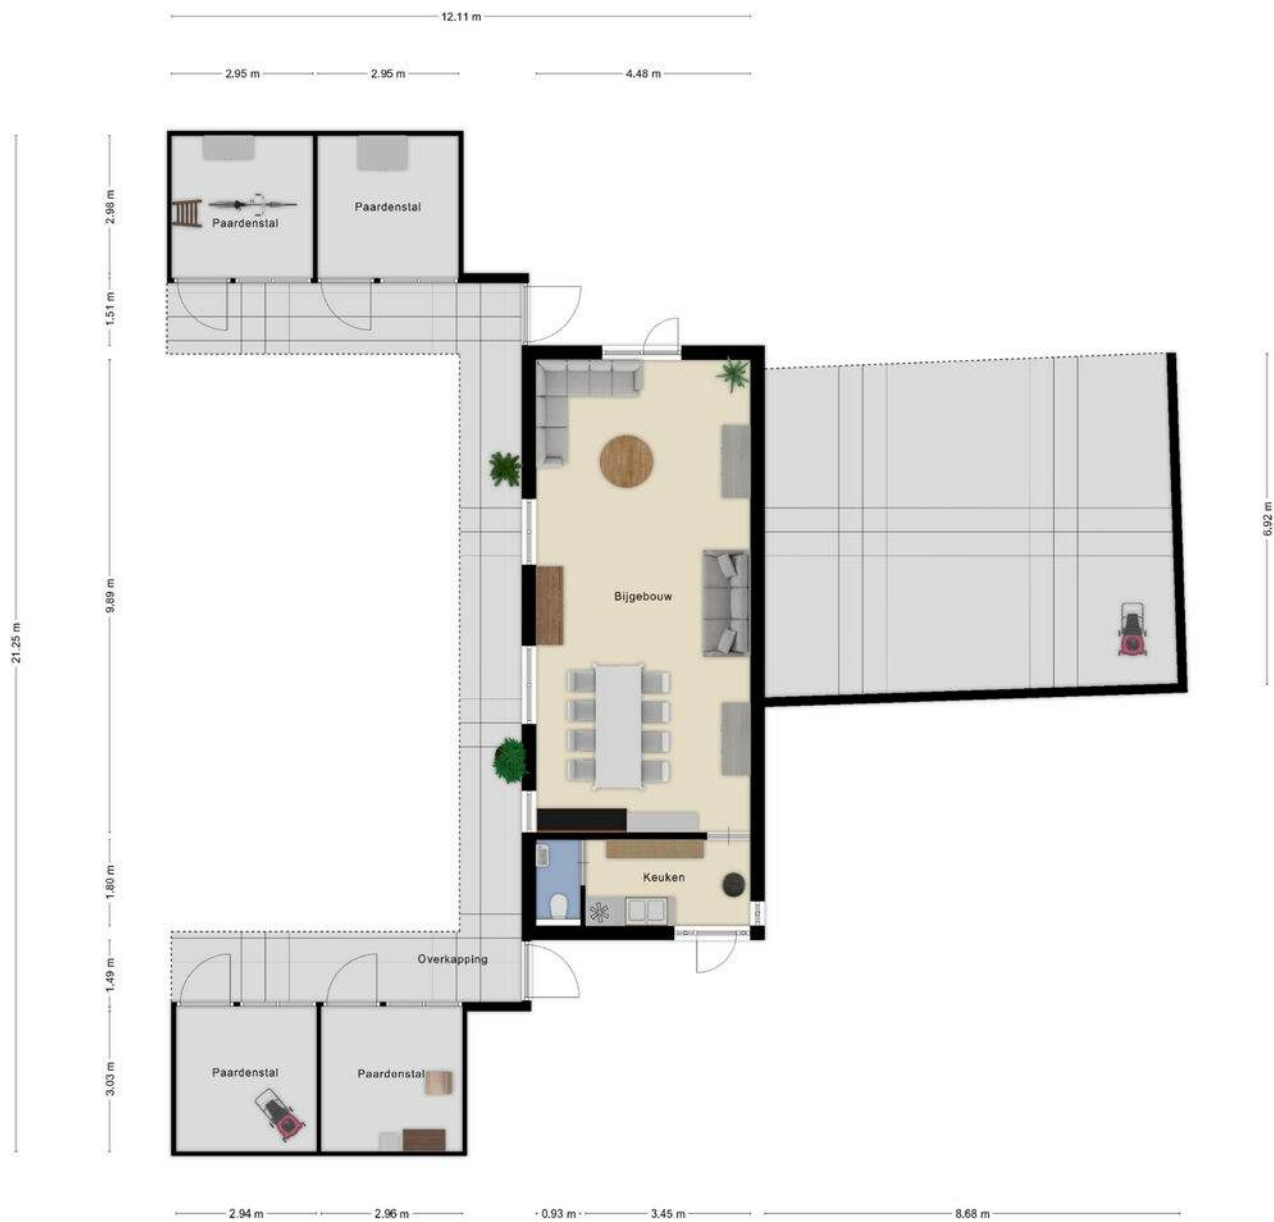 12.11 m
2.95 m
2.95 m
4.48 m
2.98 m
Paardenstal
Paardenstal
1.51 m
6.92 m
9.89 m
Bijgebouw
21.25 m
1.80 m
Keuken
1.49 m
Overkapping
3.03 m
Paardenstal
Paardenstal
2.94 m
2.96 m
0.93 m
3.45 m
8.68 m